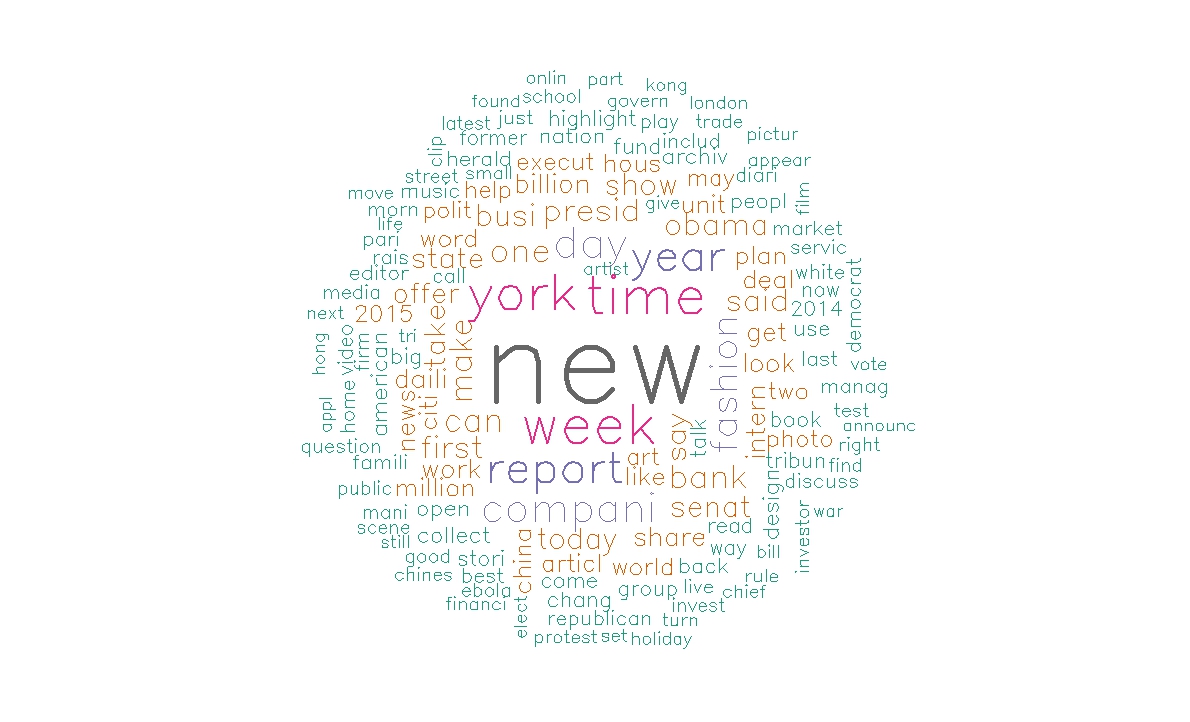 onlin part kong
found school govern london
latest just highlight play trade
former nation fund includ pictur
clip herald execut hous archiv appear
street small billion show may diari
move music help give unit peopl film
morn polit busi presid obama market
life word one day year plan servic
pari state artist deal white
rais call
editor offer york time said now democrat
media 2015 take 2014
next tri make get use
hong video firm american big new fashion look last vote
appl home daili two manag
news citi can week say talk intern book test
question first art photo announc
famili work report like bank tribun find right
public million compani senat design discuss
mani open read investor war
scene collect today share way bill
still good stori china articl world back
chines best come group live rule
ebola chang invest chief
financi elect republican turn
protest set holiday